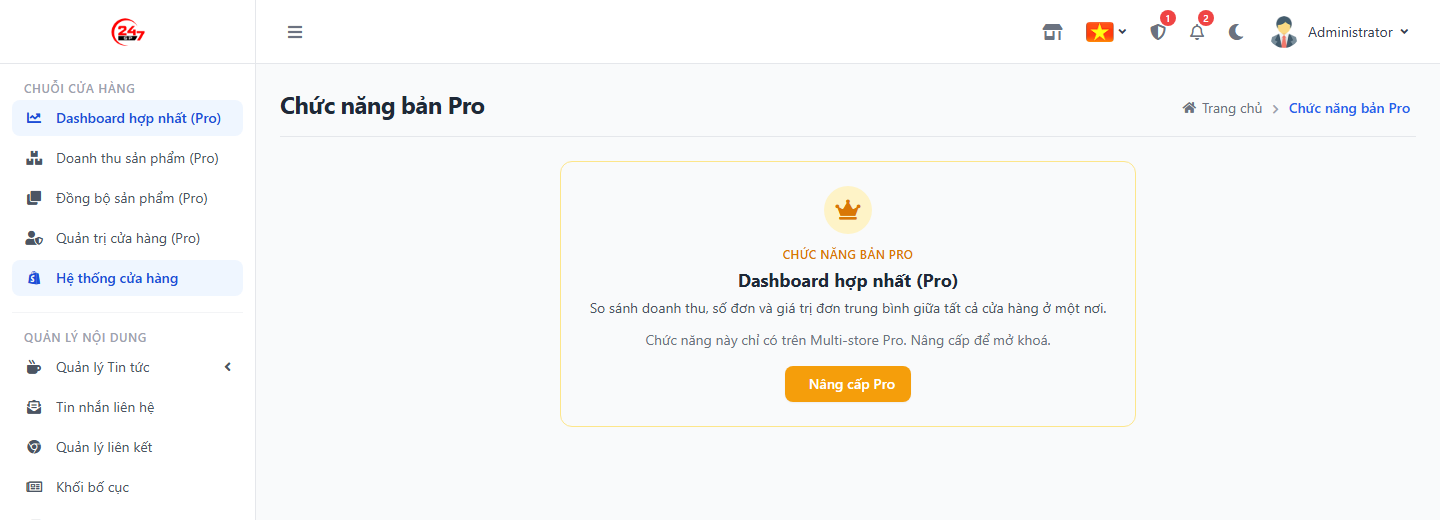 247
GP
1
2
Administrator
CHUỖI CỬA HÀNG
Dashboard hợp nhất (Pro)
Doanh thu sản phẩm (Pro)
Đồng bộ sản phẩm (Pro)
Quản trị cửa hàng (Pro)
Hệ thống cửa hàng
QUẢN LÝ NỘI DUNG
Quản lý Tin tức
Tin nhắn liên hệ
Quản lý liên kết
Khối bố cục
Chức năng bản Pro
Trang chủ
Chức năng bản Pro
CHỨC NĂNG BẢN PRO
Dashboard hợp nhất (Pro)
So sánh doanh thu, số đơn và giá trị đơn trung bình giữa tất cả cửa hàng ở một nơi.
Chức năng này chỉ có trên Multi-store Pro. Nâng cấp để mở khoá.
Nâng cấp Pro